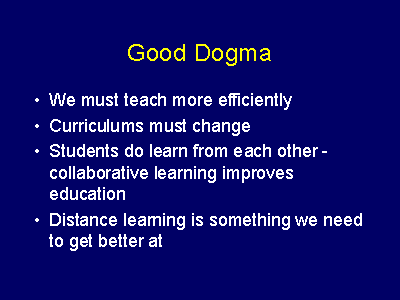 Good Dogma
• We must teach more efficiently
• Curriculums must change
• Students do learn from each other -
collaborative learning improves
education
• Distance learning is something we need
to get better at